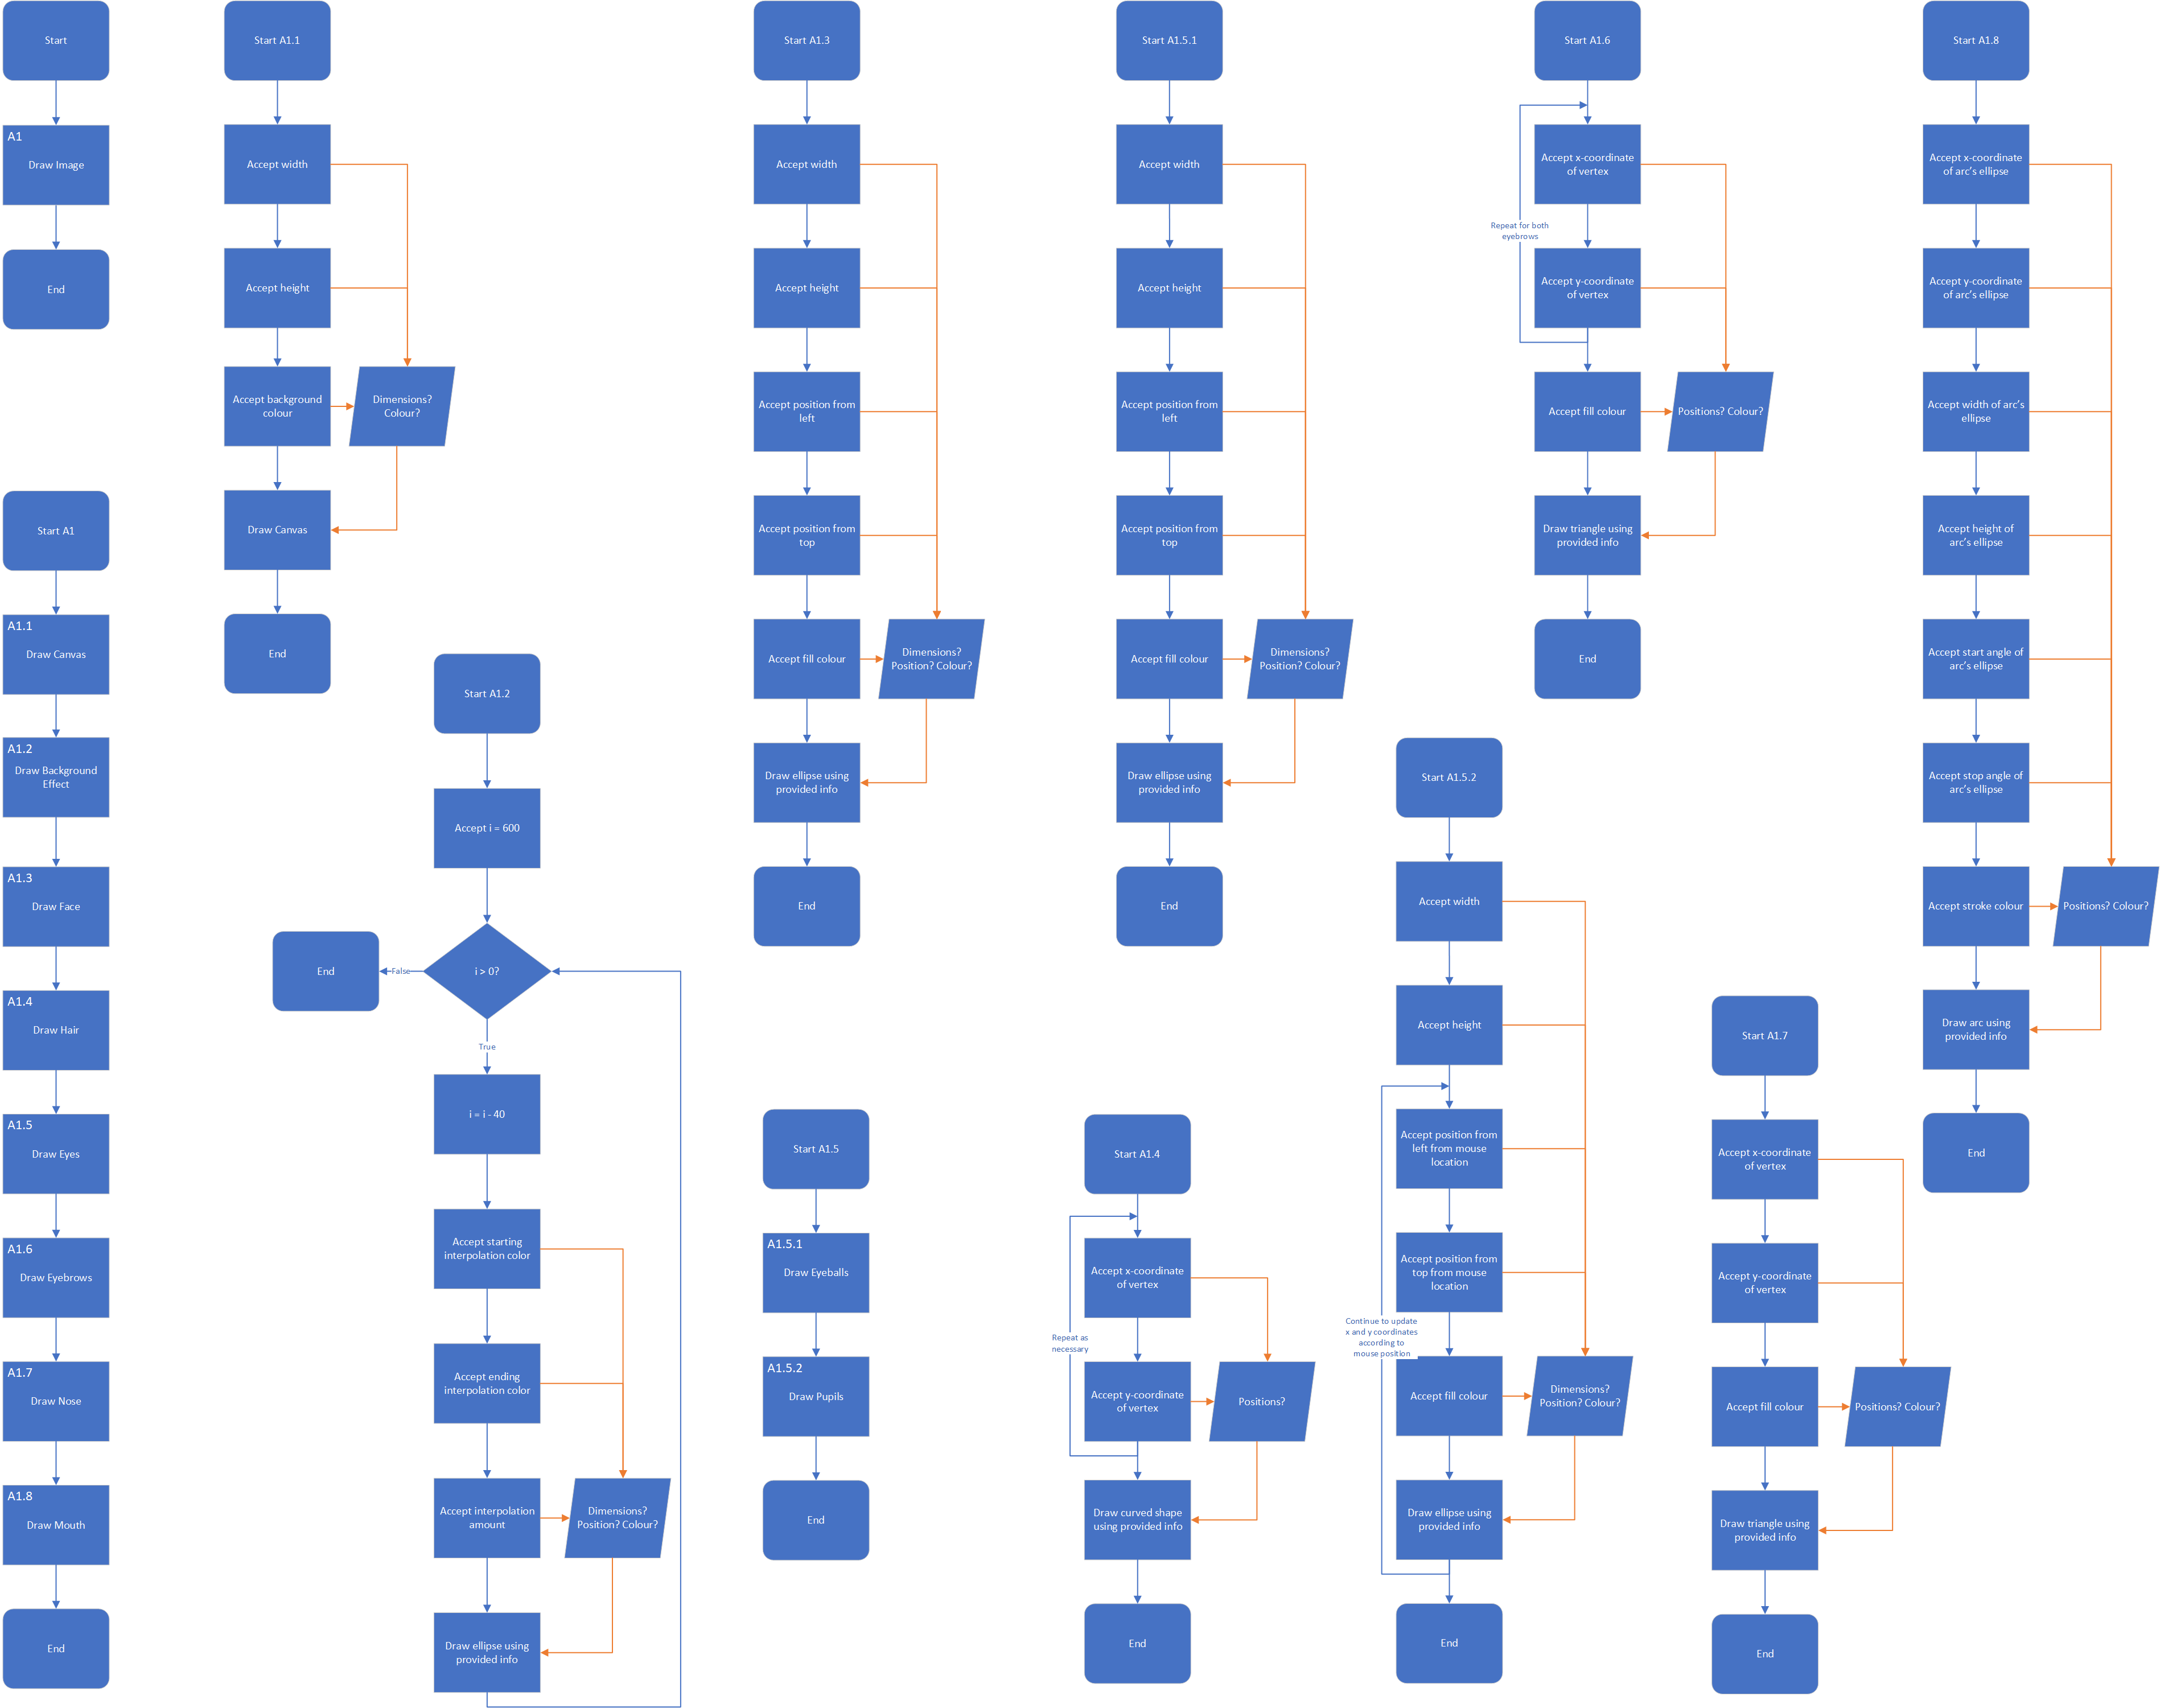 Start
A1
Draw Image
End
Start A1
A1.1
Draw Canvas
A1.2
Draw Background
Effect
A1.3
Draw Face
A1.4
Draw Hair
A1.5
Draw Eyes
A1.6
Draw Eyebrows
A1.7
Draw Nose
A1.8
Draw Mouth
End
Start A1.1
Accept width
Accept height
Accept background
colour
Dimensions?
Colour?
Draw Canvas
End
Start A1.2
Accept i = 600
i > 0?
False
End
True
i = i - 40
Accept starting
interpolation color
Accept ending
interpolation color
Accept interpolation
amount
Dimensions?
Position? Colour?
Draw ellipse using
provided info
Start A1.3
Accept width
Accept height
Accept position from
left
Accept position from
top
Accept fill colour
Dimensions?
Position? Colour?
Draw ellipse using
provided info
End
Start A1.5
A1.5.1
Draw Eyeballs
A1.5.2
Draw Pupils
End
Start A1.5.1
Accept width
Accept height
Accept position from
left
Accept position from
top
Accept fill colour
Dimensions?
Position? Colour?
Draw ellipse using
provided info
End
Start A1.4
Accept x-coordinate
of vertex
Repeat as
necessary
Accept y-coordinate
of vertex
Positions?
Draw curved shape
using provided info
End
Start A1.6
Accept x-coordinate
of vertex
Repeat for both
eyebrows
Accept y-coordinate
of vertex
Accept fill colour
Positions? Colour?
Draw triangle using
provided info
End
Start A1.5.2
Accept width
Accept height
Accept position from
left from mouse
location
Accept position from
top from mouse
location
Continue to update
x and y coordinates
according to
mouse position
Accept fill colour
Dimensions?
Position? Colour?
Draw ellipse using
provided info
End
Start A1.7
Accept x-coordinate
of vertex
Accept y-coordinate
of vertex
Accept fill colour
Positions? Colour?
Draw triangle using
provided info
End
Start A1.8
Accept x-coordinate
of arc's ellipse
Accept y-coordinate
of arc's ellipse
Accept width of arc's
ellipse
Accept height of
arc's ellipse
Accept start angle of
arc's ellipse
Accept stop angle of
arc's ellipse
Accept stroke colour
Positions? Colour?
Draw arc using
provided info
End